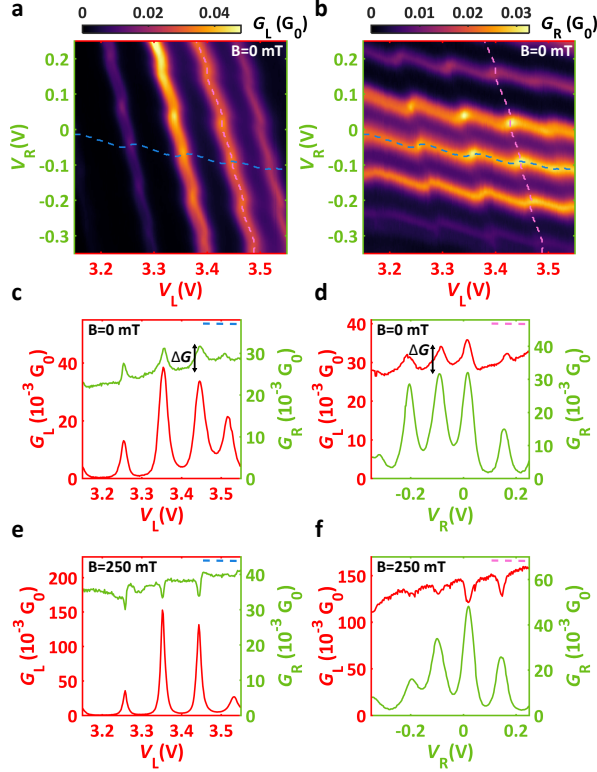 a
0 0.02 0.04 G_L (G_0)
B=0 mT
0.2
0.1
0
-0.1
-0.2
-0.3
V_R(V)
3.2 3.3 3.4 3.5
V_L(V)
b
0 0.01 0.02 0.03 G_R (G_0)
B=0 mT
0.2
0.1
0
-0.1
-0.2
-0.3
V_R(V)
3.2 3.3 3.4 3.5
V_L(V)
c
B=0 mT
ΔG
40
20
0
G_L (10^-3 G_0)
30
20
10
0
G_R (10^-3 G_0)
3.2 3.3 3.4 3.5
V_L(V)
d
B=0 mT
ΔG
40
30
20
10
0
G_L (10^-3 G_0)
40
30
20
10
0
G_R (10^-3 G_0)
-0.2 0 0.2
V_R(V)
e
B=250 mT
200
150
100
50
0
G_L (10^-3 G_0)
40
30
20
10
0
G_R (10^-3 G_0)
3.2 3.3 3.4 3.5
V_L(V)
f
B=250 mT
150
100
50
0
G_L (10^-3 G_0)
60
40
20
0
G_R (10^-3 G_0)
-0.2 0 0.2
V_R(V)